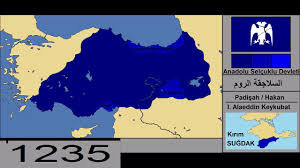 Anadolu Selçuklu Devleti
السلاجقة الروم
Padişah / Hakan
I. Alaeddin Keykubat
Kırım
SUĞDAK
1235